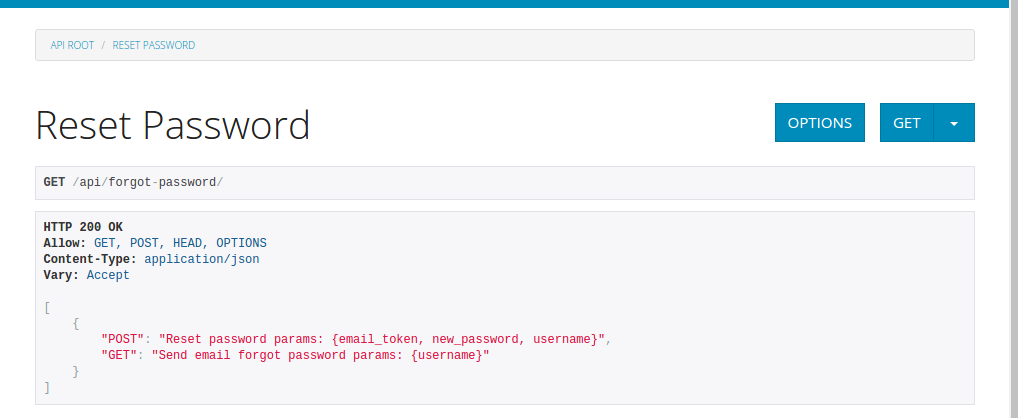 API ROOT / RESET PASSWORD
Reset Password
OPTIONS
GET
GET /api/forgot-password/
HTTP 200 OK
Allow: GET, POST, HEAD, OPTIONS
Content-Type: application/json
Vary: Accept
[
{
"POST": "Reset password params: {email_token, new_password, username}",
"GET": "Send email forgot password params: {username}"
}
]